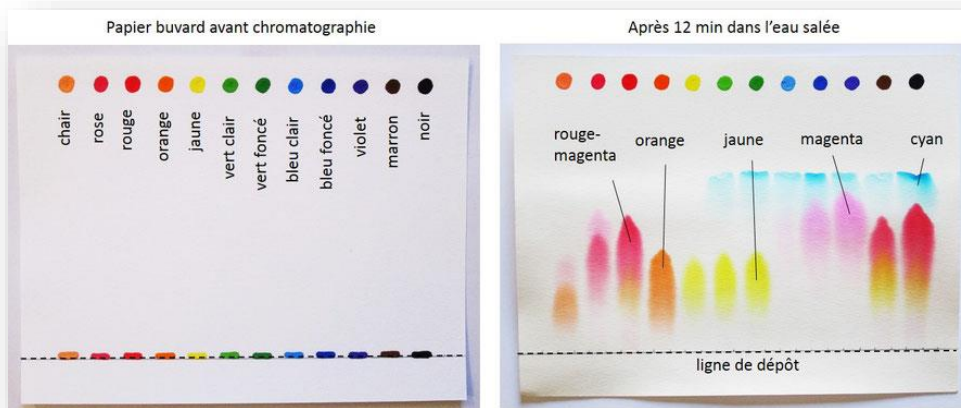 Papier buvard avant chromatographie
Après 12 min dans l'eau salée
chair
rose
rouge
orange
jaune
vert clair
vert foncé
bleu clair
bleu foncé
violet
marron
noir
rouge-
magenta
orange
jaune
magenta
cyan
ligne de dépôt